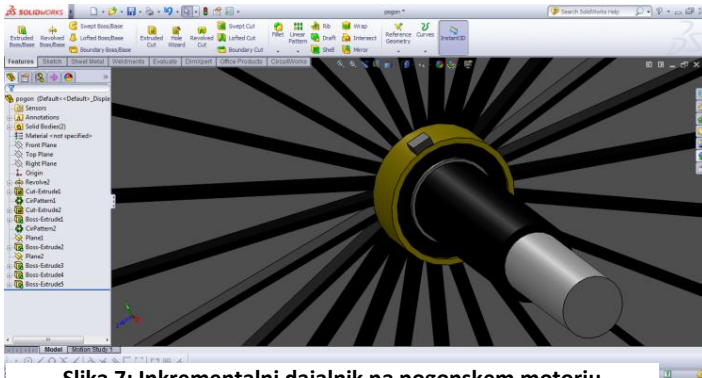 SOLIDWORKS
pogon *
Search SolidWorks Help
Extruded Boss/Base
Revolved Boss/Base
Swept Boss/Base
Lofted Boss/Base
Boundary Boss/Base
Extruded Cut
Hole Wizard
Revolved Cut
Swept Cut
Lofted Cut
Boundary Cut
Fillet
Linear Pattern
Rib
Draft
Shell
Wrap
Intersect
Mirror
Reference Geometry
Curves
Instant3D
Features Sketch Sheet Metal Weldments Evaluate DimXpert Office Products CircuitWorks
pogon (Default<<Default>_Disple
Sensors
Annotations
Solid Bodies(2)
Material <not specified>
Front Plane
Top Plane
Right Plane
Origin
Revolve2
Cut-Extrude1
CirPattern1
Cut-Extrude2
Boss-Extrude1
CirPattern2
Plane1
Boss-Extrude2
Plane2
Boss-Extrude3
Boss-Extrude4
Boss-Extrude5
Model Motion Study 1
Slika 7: Inkrementalni dajalnik na pogonskem motorju